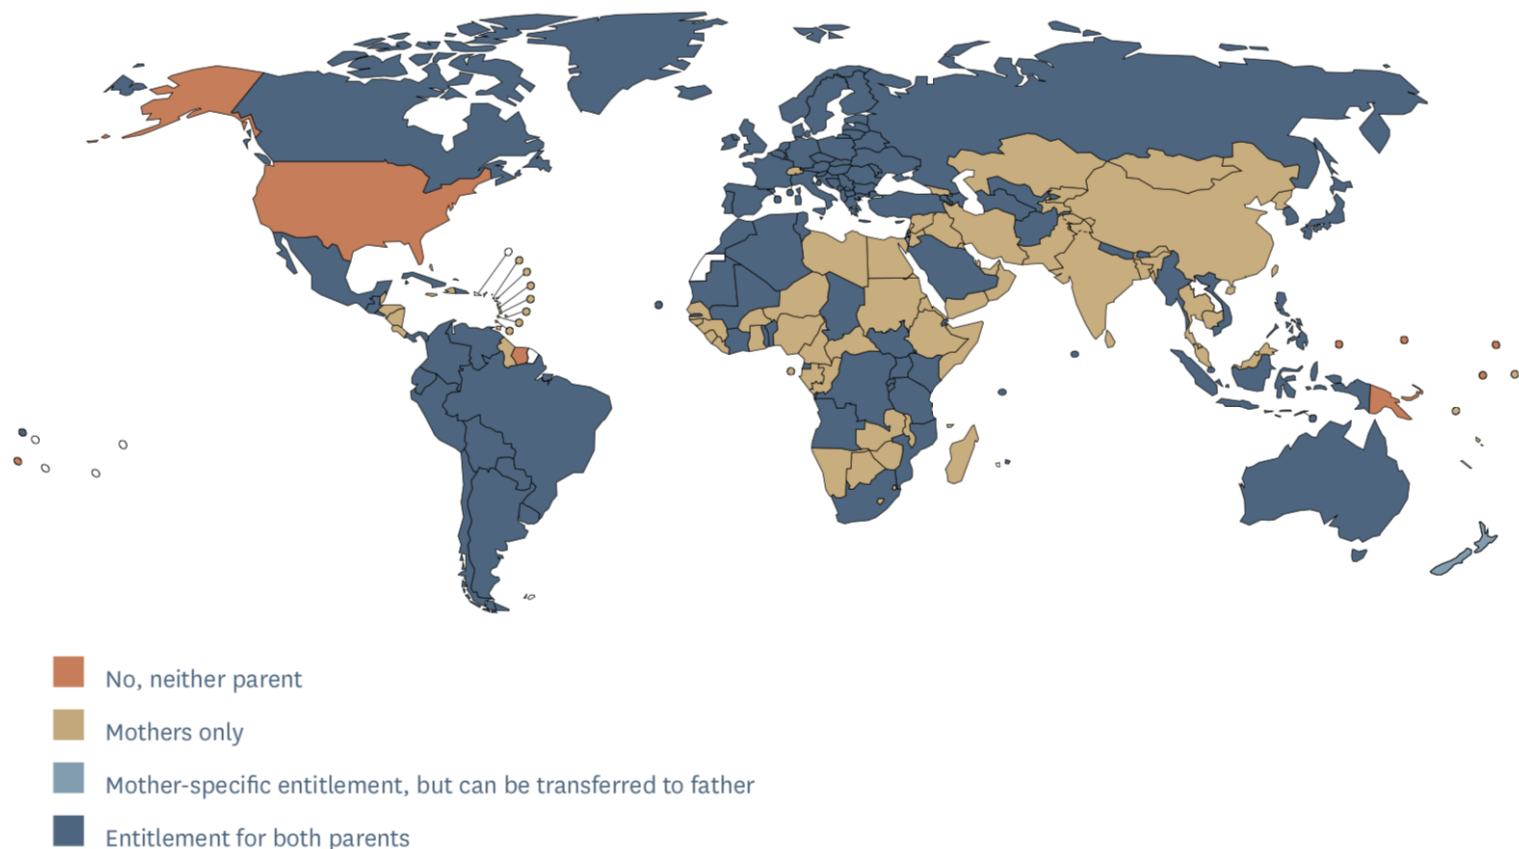 No, neither parent
Mothers only
Mother-specific entitlement, but can be transferred to father
Entitlement for both parents